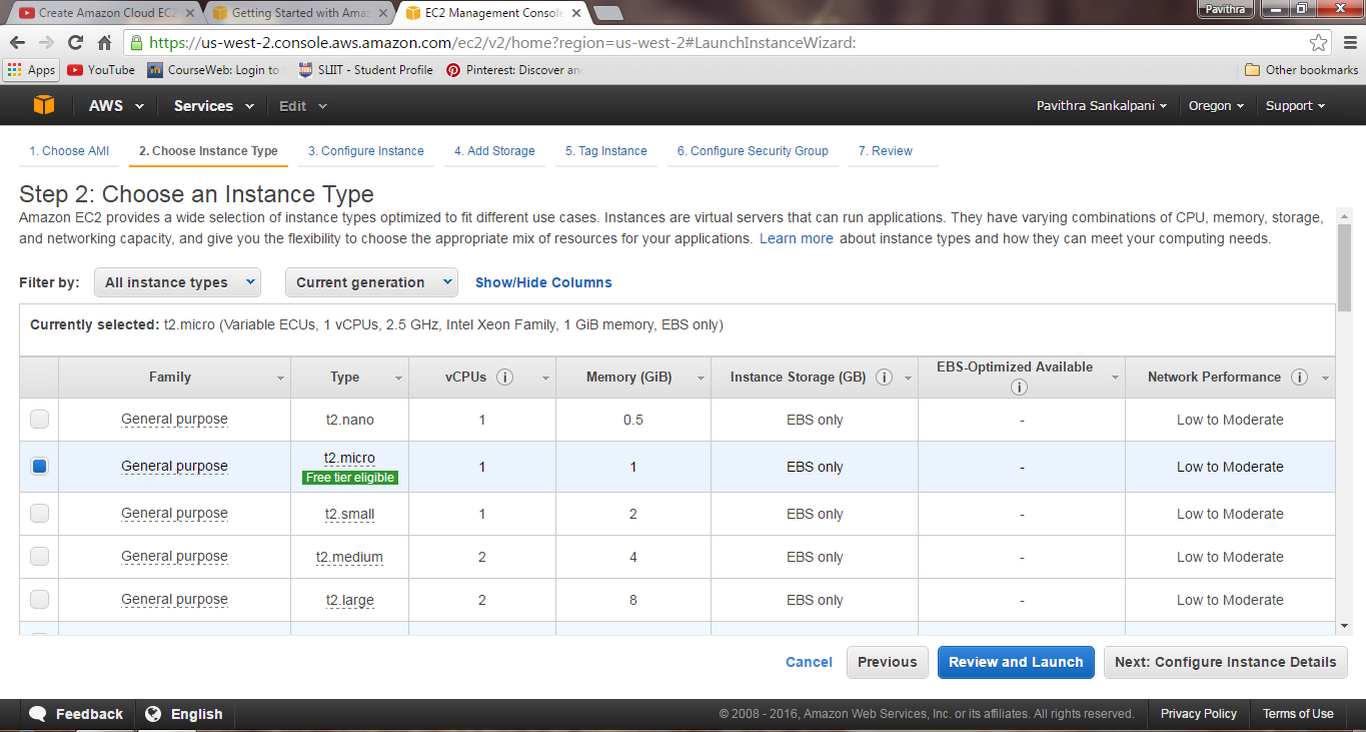 Create Amazon Cloud EC2
Getting Started with Amaz
EC2 Management Console
Pavithra
https://us-west-2.console.aws.amazon.com/ec2/v2/home?region=us-west-2#LaunchInstanceWizard:
Apps YouTube CourseWeb: Login to SLIIT - Student Profile Pinterest: Discover and Other bookmarks
AWS Services Edit Pavithra Sankalpani Oregon Support
1. Choose AMI 2. Choose Instance Type 3. Configure Instance 4. Add Storage 5. Tag Instance 6. Configure Security Group 7. Review
Step 2: Choose an Instance Type
Amazon EC2 provides a wide selection of instance types optimized to fit different use cases. Instances are virtual servers that can run applications. They have varying combinations of CPU, memory, storage,
and networking capacity, and give you the flexibility to choose the appropriate mix of resources for your applications. Learn more about instance types and how they can meet your computing needs.
Filter by: All instance types Current generation Show/Hide Columns
Currently selected: t2.micro (Variable ECUs, 1 vCPUs, 2.5 GHz, Intel Xeon Family, 1 GiB memory, EBS only)
Family Type vCPUs Memory (GiB) Instance Storage (GB) EBS-Optimized Available Network Performance
General purpose t2.nano 1 0.5 EBS only - Low to Moderate
General purpose t2.micro 1 1 EBS only - Low to Moderate
Free tier eligible
General purpose t2.small 1 2 EBS only - Low to Moderate
General purpose t2.medium 2 4 EBS only - Low to Moderate
General purpose t2.large 2 8 EBS only - Low to Moderate
Cancel Previous Review and Launch Next: Configure Instance Details
Feedback English © 2008 - 2016, Amazon Web Services, Inc. or its affiliates. All rights reserved. Privacy Policy Terms of Use